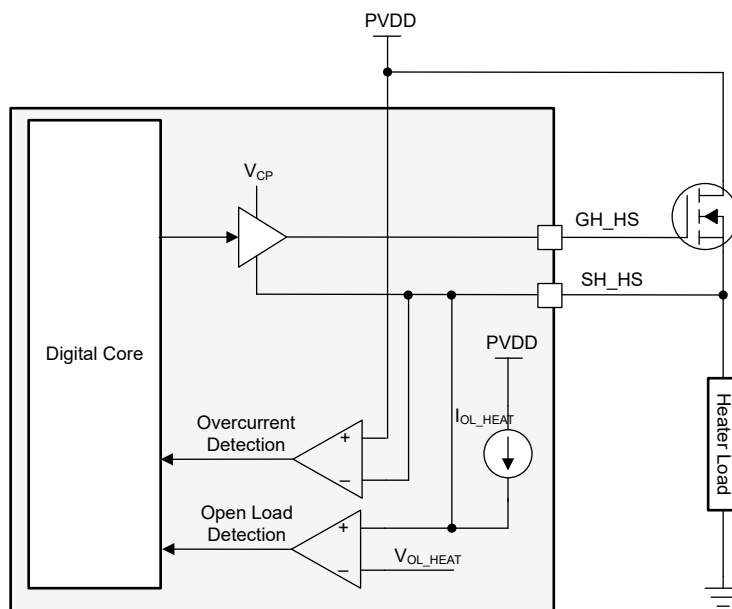 PVDD
V_CP
GH_HS
SH_HS
Digital Core
PVDD
Overcurrent
Detection
+
−
I_OL_HEAT
Heater Load
Open Load
Detection
+
−
V_OL_HEAT